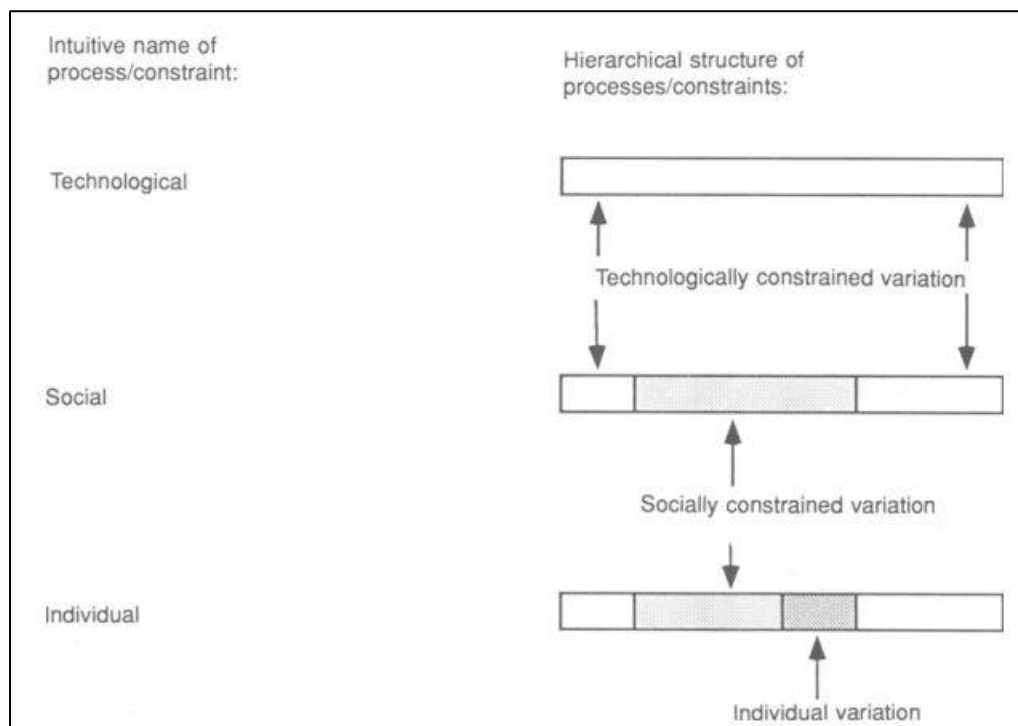 Intuitive name of
process/constraint:
Hierarchical structure of
processes/constraints:
Technological
Technologically constrained variation
Social
Socially constrained variation
Individual
Individual variation